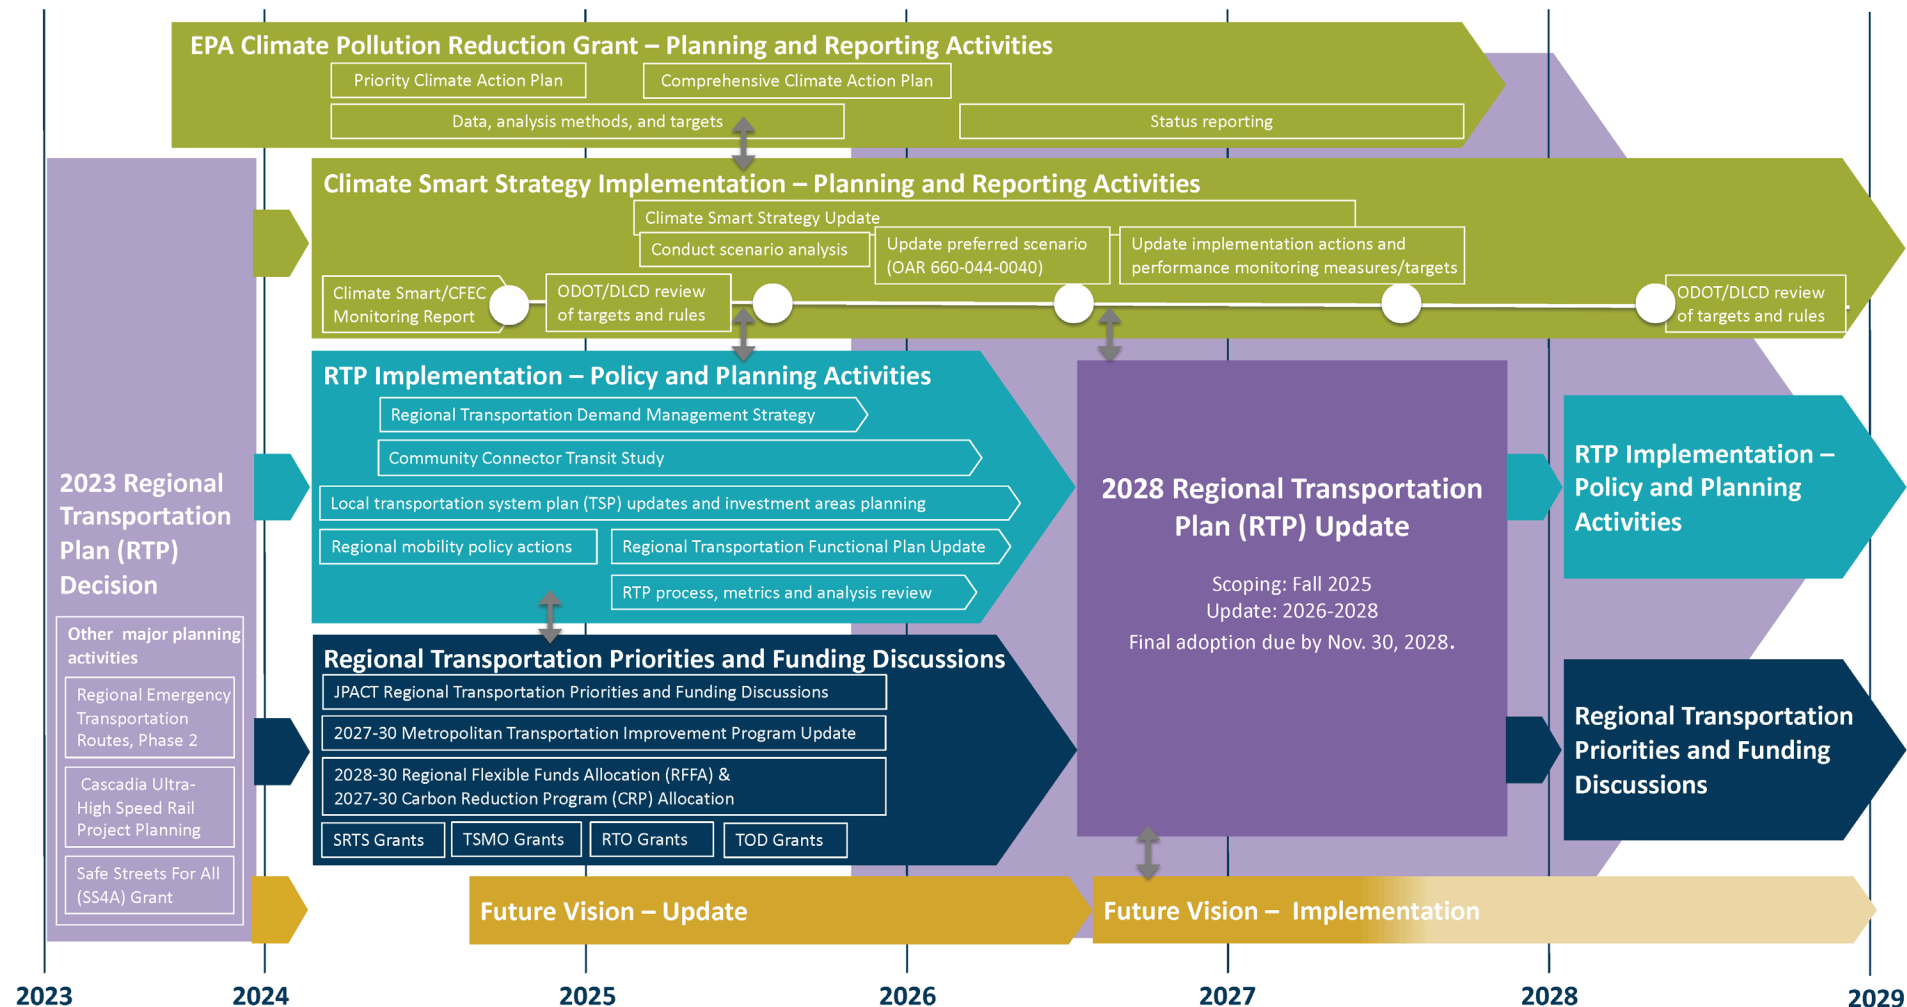 EPA Climate Pollution Reduction Grant – Planning and Reporting Activities
Priority Climate Action Plan
Comprehensive Climate Action Plan
Data, analysis methods, and targets
Status reporting
Climate Smart Strategy Implementation – Planning and Reporting Activities
Climate Smart Strategy Update
Conduct scenario analysis
Update preferred scenario
(OAR 660-044-0040)
Update implementation actions and
performance monitoring measures/targets
Climate Smart/CFEC
Monitoring Report
ODOT/DLCD review
of targets and rules
ODOT/DLCD review
of targets and rules
2023 Regional
Transportation
Plan (RTP)
Decision
Other  major planning
activities
Regional Emergency
Transportation
Routes, Phase 2
Cascadia Ultra-
High Speed Rail
Project Planning
Safe Streets For All
(SS4A) Grant
RTP Implementation – Policy and Planning Activities
Regional Transportation Demand Management Strategy
Community Connector Transit Study
Local transportation system plan (TSP) updates and investment areas planning
Regional mobility policy actions
Regional Transportation Functional Plan Update
RTP process, metrics and analysis review
Regional Transportation Priorities and Funding Discussions
JPACT Regional Transportation Priorities and Funding Discussions
2027-30 Metropolitan Transportation Improvement Program Update
2028-30 Regional Flexible Funds Allocation (RFFA) &
2027-30 Carbon Reduction Program (CRP) Allocation
SRTS Grants
TSMO Grants
RTO Grants
TOD Grants
2028 Regional Transportation
Plan (RTP) Update
Scoping: Fall 2025
Update: 2026-2028
Final adoption due by Nov. 30, 2028.
RTP Implementation –
Policy and Planning
Activities
Regional Transportation
Priorities and Funding
Discussions
Future Vision – Update
Future Vision –  Implementation
2023
2024
2025
2026
2027
2028
2029